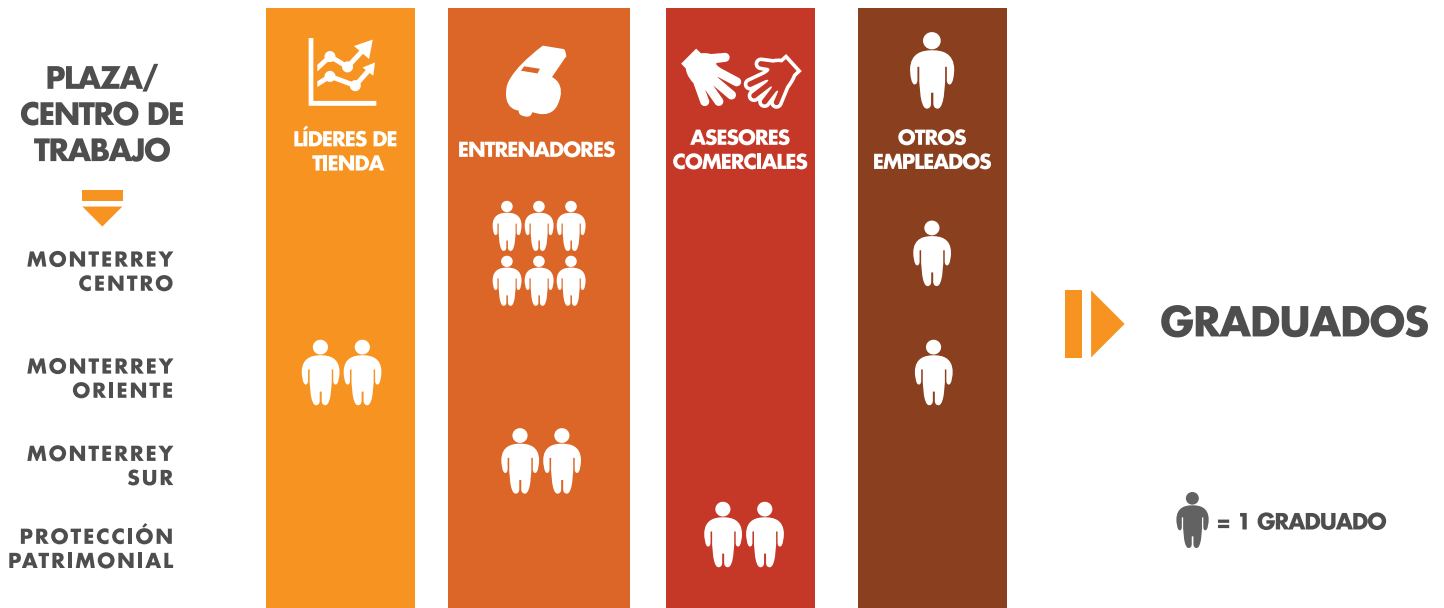 PLAZA/
CENTRO DE
TRABAJO
LÍDERES DE
TIENDA
ENTRENADORES
ASESORES
COMERCIALES
OTROS
EMPLEADOS
MONTERREY
CENTRO
MONTERREY
ORIENTE
MONTERREY
SUR
PROTECCIÓN
PATRIMONIAL
GRADUADOS
= 1 GRADUADO